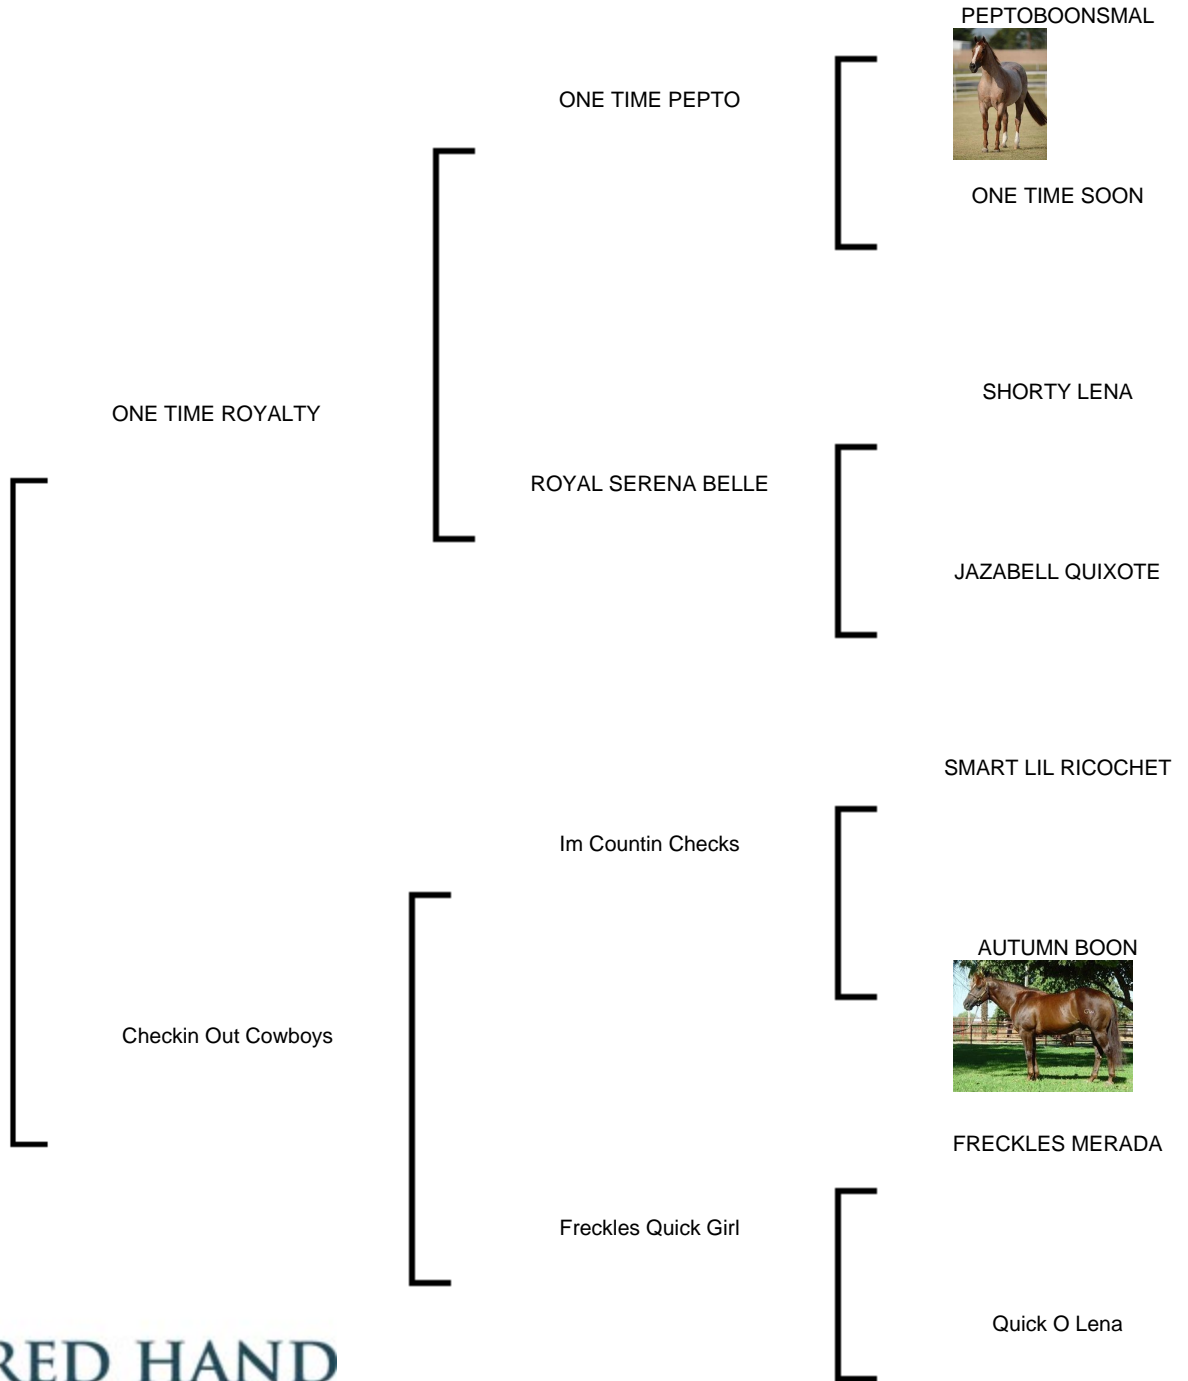 PEPTOBOONSMAL
ONE TIME PEPTO
ONE TIME SOON
SHORTY LENA
ONE TIME ROYALTY
ROYAL SERENA BELLE
JAZABELL QUIXOTE
SMART LIL RICOCHET
Im Countin Checks
AUTUMN BOON
Checkin Out Cowboys
FRECKLES MERADA
Freckles Quick Girl
Quick O Lena
RED HAND